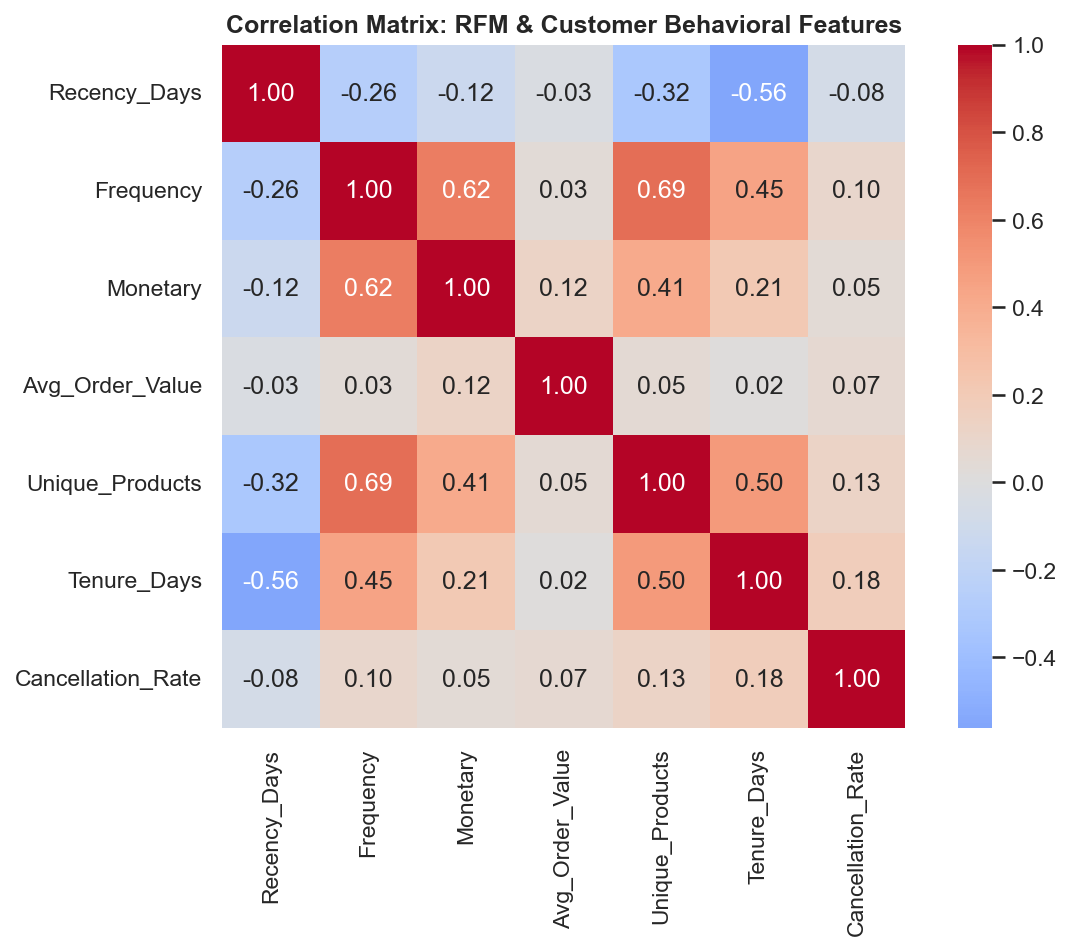 Correlation Matrix: RFM & Customer Behavioral Features
Recency_Days 1.00 -0.26 -0.12 -0.03 -0.32 -0.56 -0.08
Frequency -0.26 1.00 0.62 0.03 0.69 0.45 0.10
Monetary -0.12 0.62 1.00 0.12 0.41 0.21 0.05
Avg_Order_Value -0.03 0.03 0.12 1.00 0.05 0.02 0.07
Unique_Products -0.32 0.69 0.41 0.05 1.00 0.50 0.13
Tenure_Days -0.56 0.45 0.21 0.02 0.50 1.00 0.18
Cancellation_Rate -0.08 0.10 0.05 0.07 0.13 0.18 1.00
Recency_Days
Frequency
Monetary
Avg_Order_Value
Unique_Products
Tenure_Days
Cancellation_Rate
1.0
0.8
0.6
0.4
0.2
0.0
−0.2
−0.4